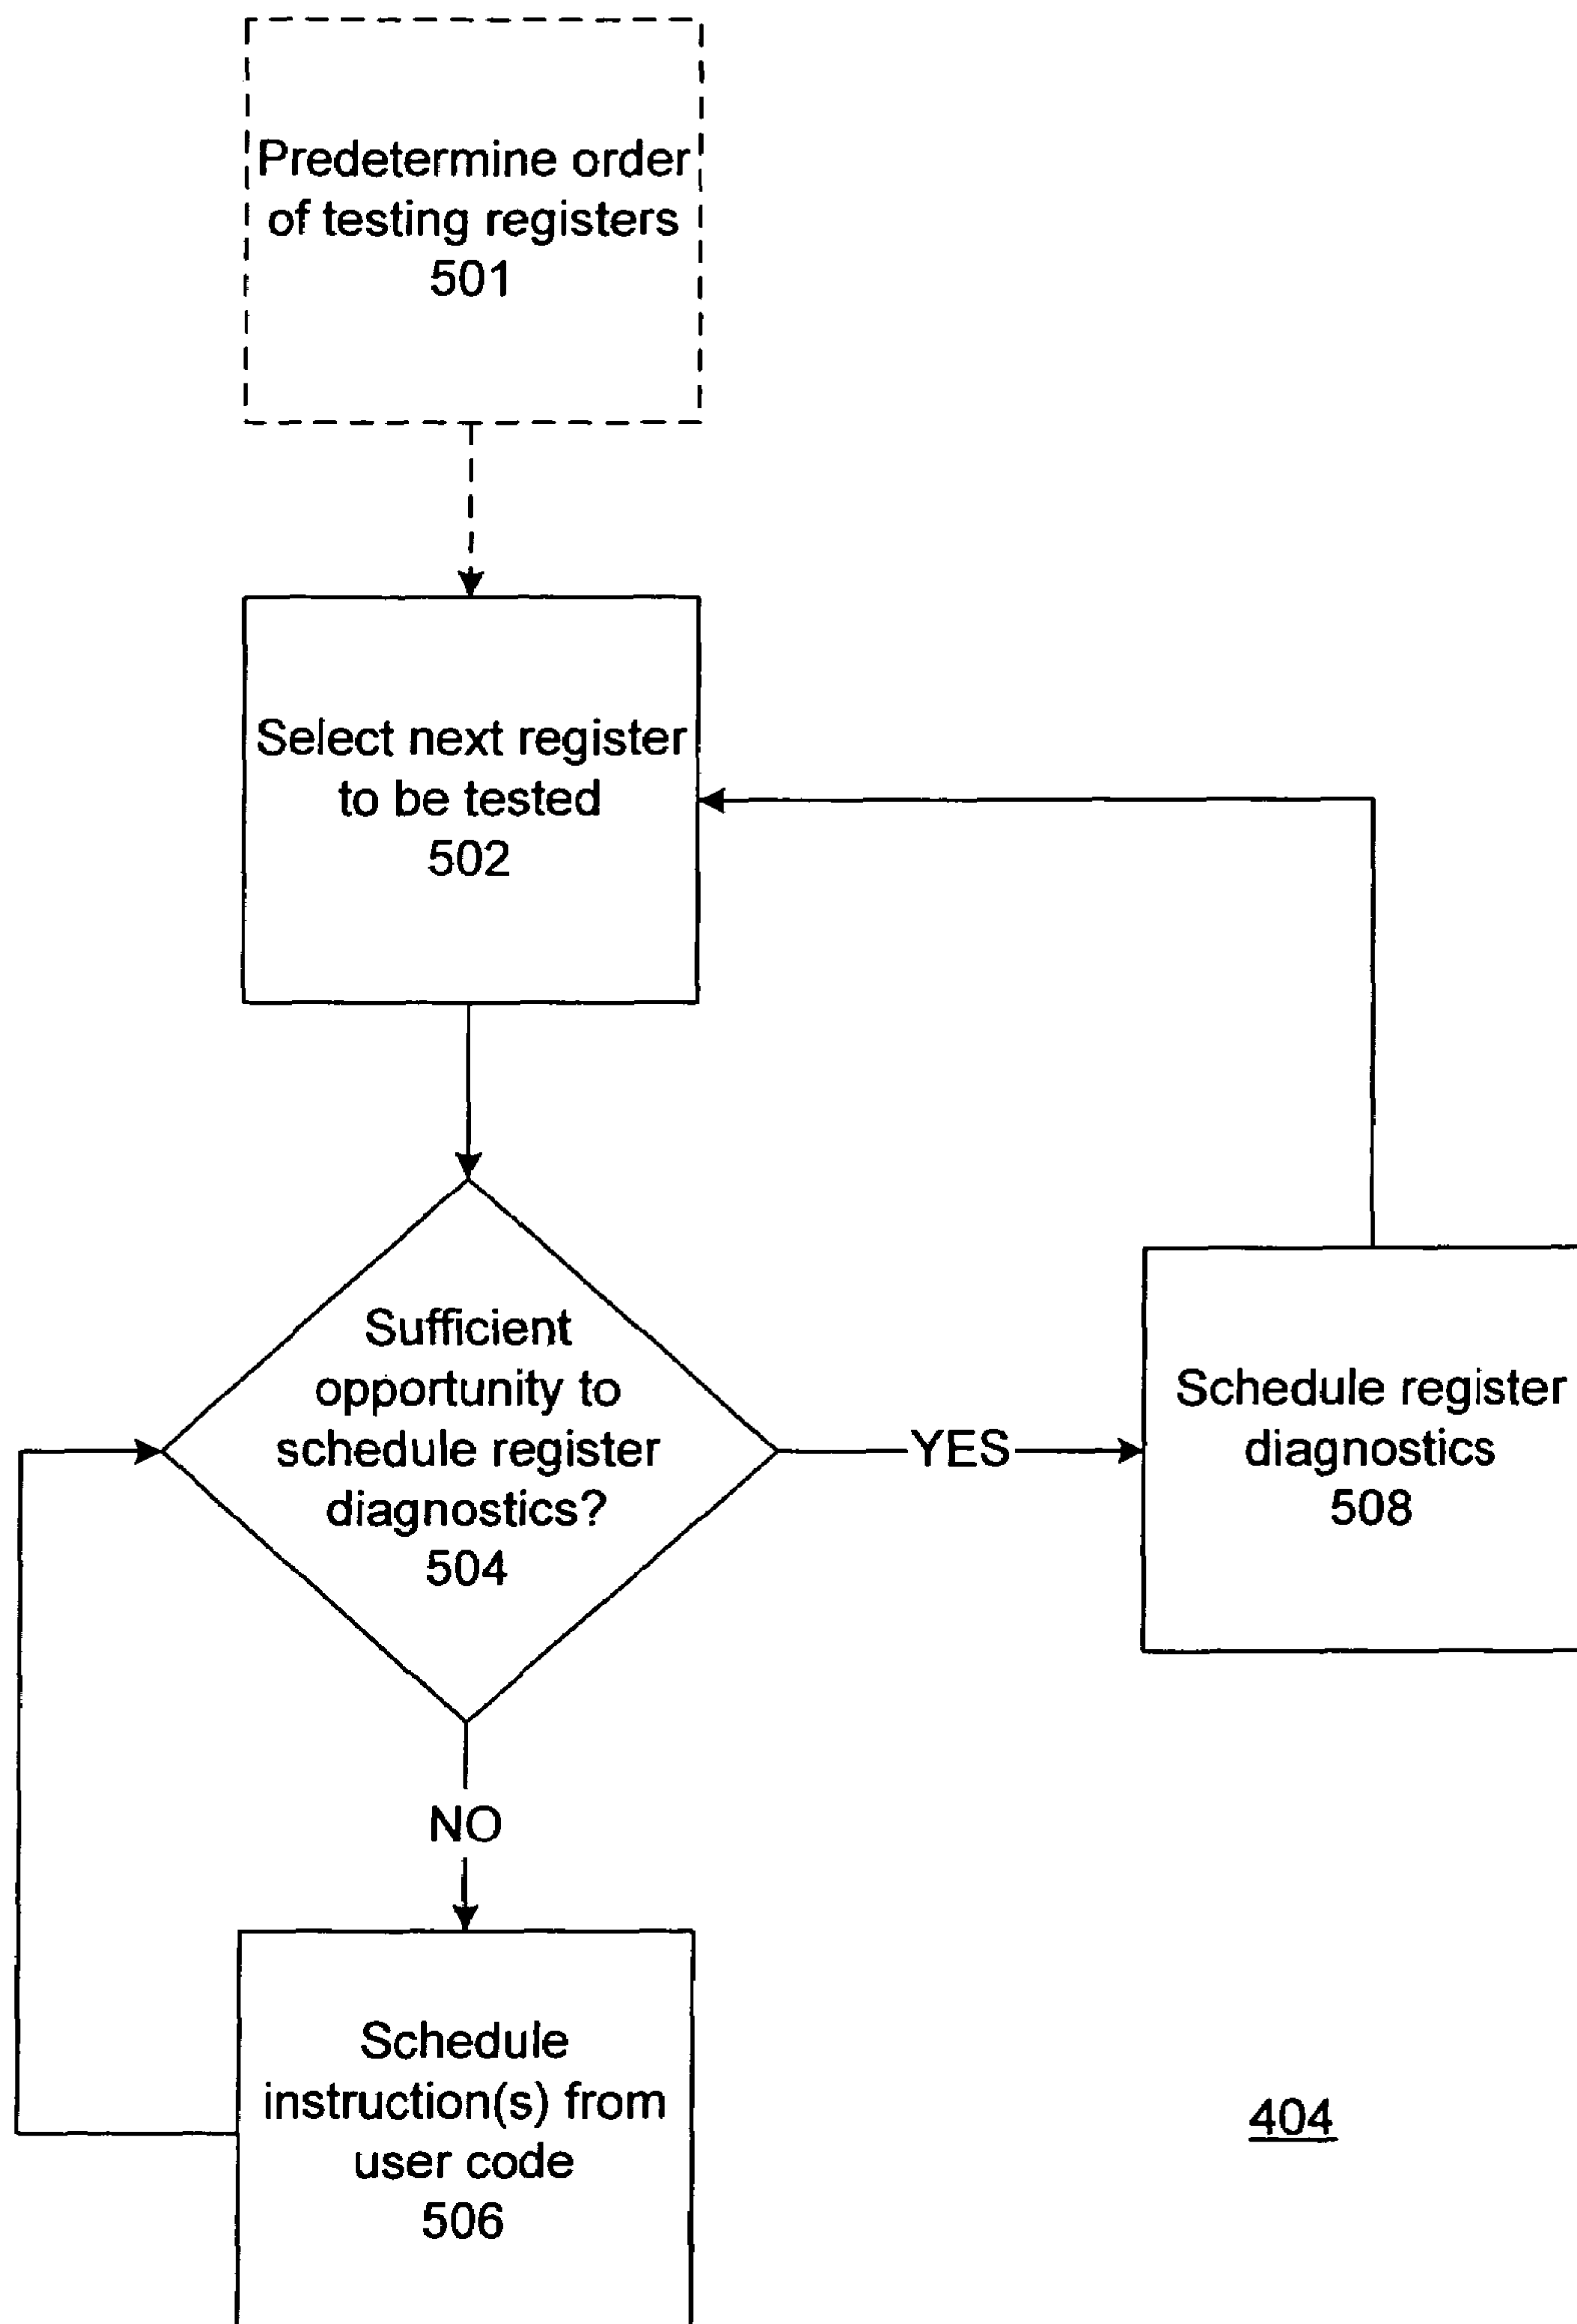 Predetermine order
of testing registers
501
Select next register
to be tested
502
Sufficient
opportunity to
schedule register
diagnostics?
504
YES
Schedule register
diagnostics
508
NO
Schedule
instruction(s) from
user code
506
404